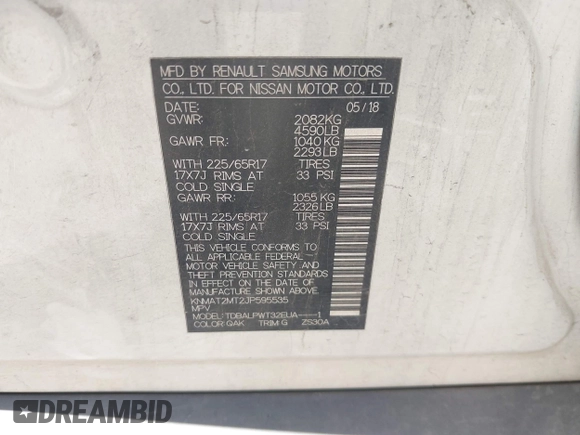 MFD BY RENAULT SAMSUNG MOTORS
CO., LTD. FOR NISSAN MOTOR CO., LTD.
DATE: 05/18
GVWR: 2082KG
4590LB
GAWR FR: 1040 KG
2293LB
WITH 225/65R17 TIRES
17X7J RIMS AT 33 PSI
COLD SINGLE
GAWR RR: 1055 KG
2326LB
WITH 225/65R17 TIRES
17X7J RIMS AT 33 PSI
COLD SINGLE
THIS VEHICLE CONFORMS TO
ALL APPLICABLE FEDERAL
MOTOR VEHICLE SAFETY AND
THEFT PREVENTION STANDARDS
IN EFFECT ON THE DATE OF
MANUFACTURE SHOWN ABOVE.
KNMAT2MT2JP595535
MPV
MODEL: TDBALPWT32EUA----1
COLOR: QAK TRIM G ZS30A
DREAMBID